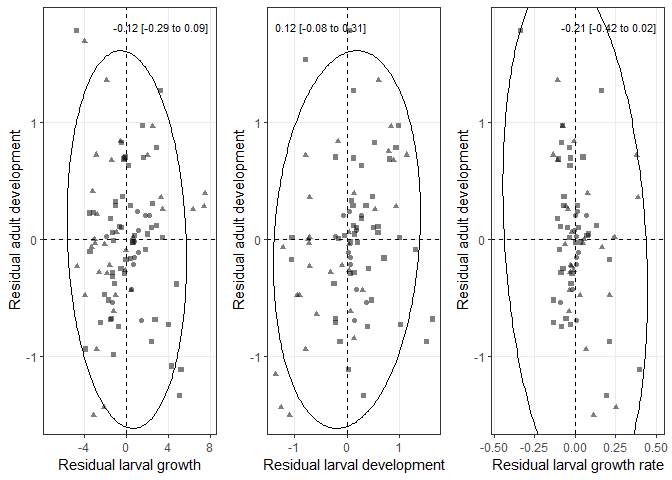 -0.12 [-0.29 to 0.09]
Residual adult development
1
0
-1
-4
0
4
8
Residual larval growth
0.12 [-0.08 to 0.31]
Residual adult development
1
0
-1
-1
0
1
Residual larval development
-0.21 [-0.42 to 0.02]
Residual adult development
1
0
-1
-0.50
-0.25
0.00
0.25
0.50
Residual larval growth rate